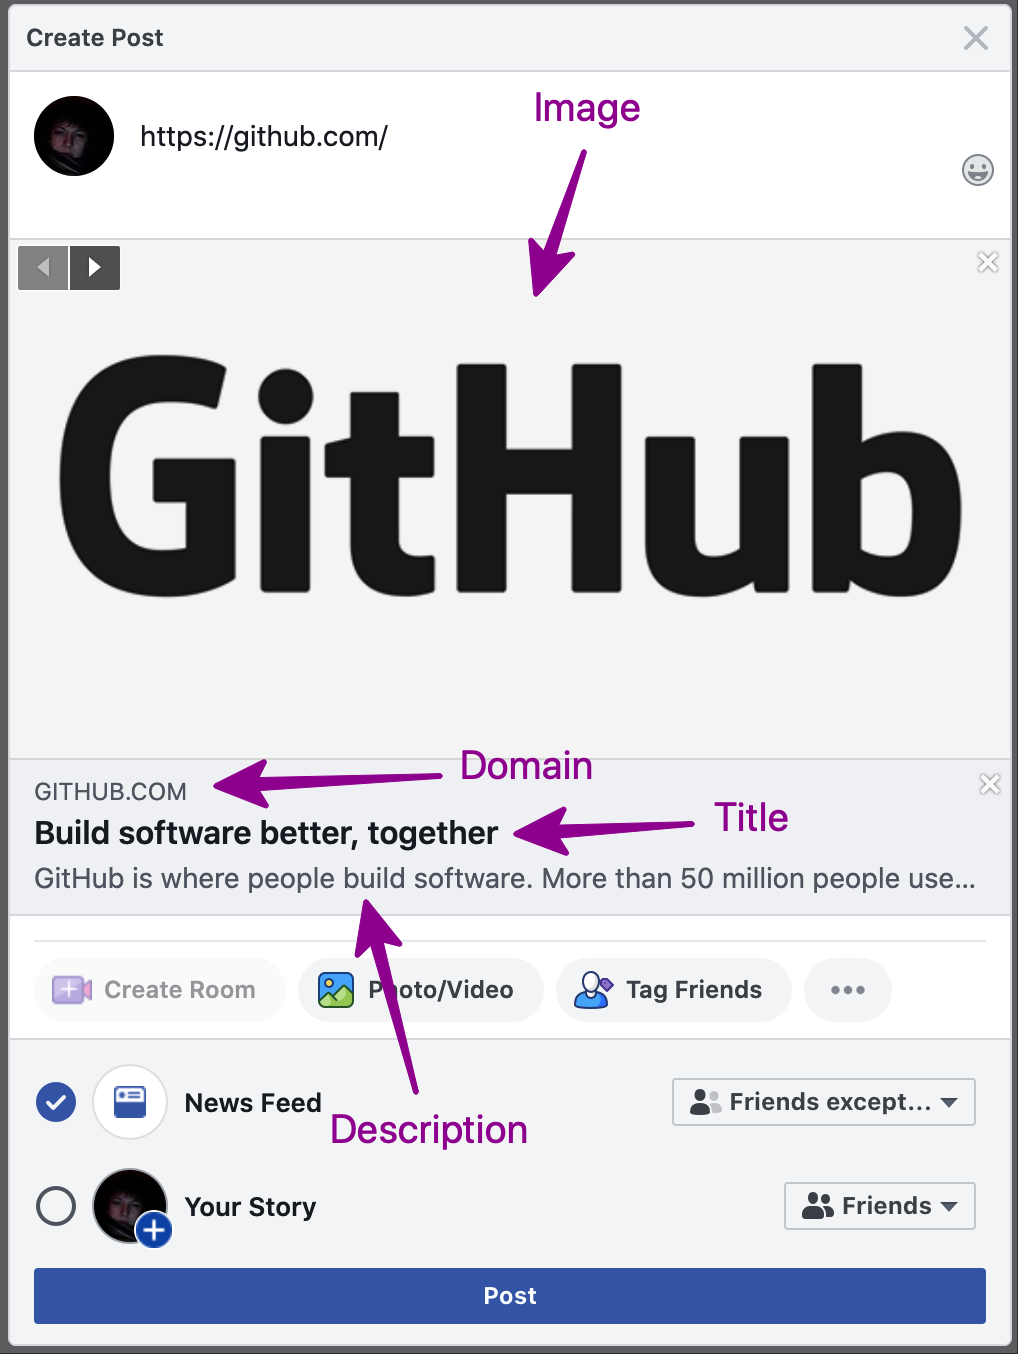 Create Post
Image
https://github.com/
GitHub
Domain
GITHUB.COM
Title
Build software better, together
GitHub is where people build software. More than 50 million people use...
Create Room
Photo/Video
Tag Friends
News Feed
Friends except...
Description
Your Story
Friends
Post